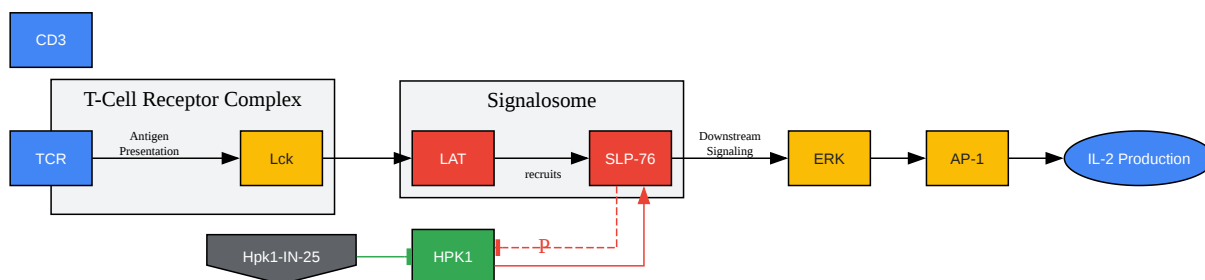 CD3
T-Cell Receptor Complex
Signalosome
TCR
Antigen
Presentation
Lck
LAT
recruits
SLP-76
Downstream
Signaling
ERK
AP-1
IL-2 Production
Hpk1-IN-25
HPK1
P